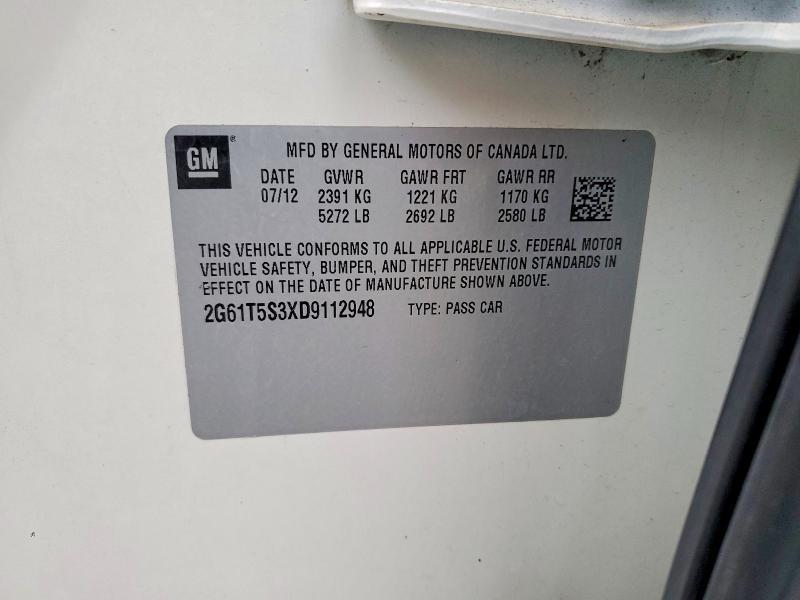 GM®
MFD BY GENERAL MOTORS OF CANADA LTD.
DATE GVWR GAWR FRT GAWR RR
07/12 2391 KG 1221 KG 1170 KG
5272 LB 2692 LB 2580 LB
THIS VEHICLE CONFORMS TO ALL APPLICABLE U.S. FEDERAL MOTOR
VEHICLE SAFETY, BUMPER, AND THEFT PREVENTION STANDARDS IN
EFFECT ON THE DATE OF MANUFACTURE SHOWN ABOVE.
2G61T5S3XD9112948 TYPE: PASS CAR